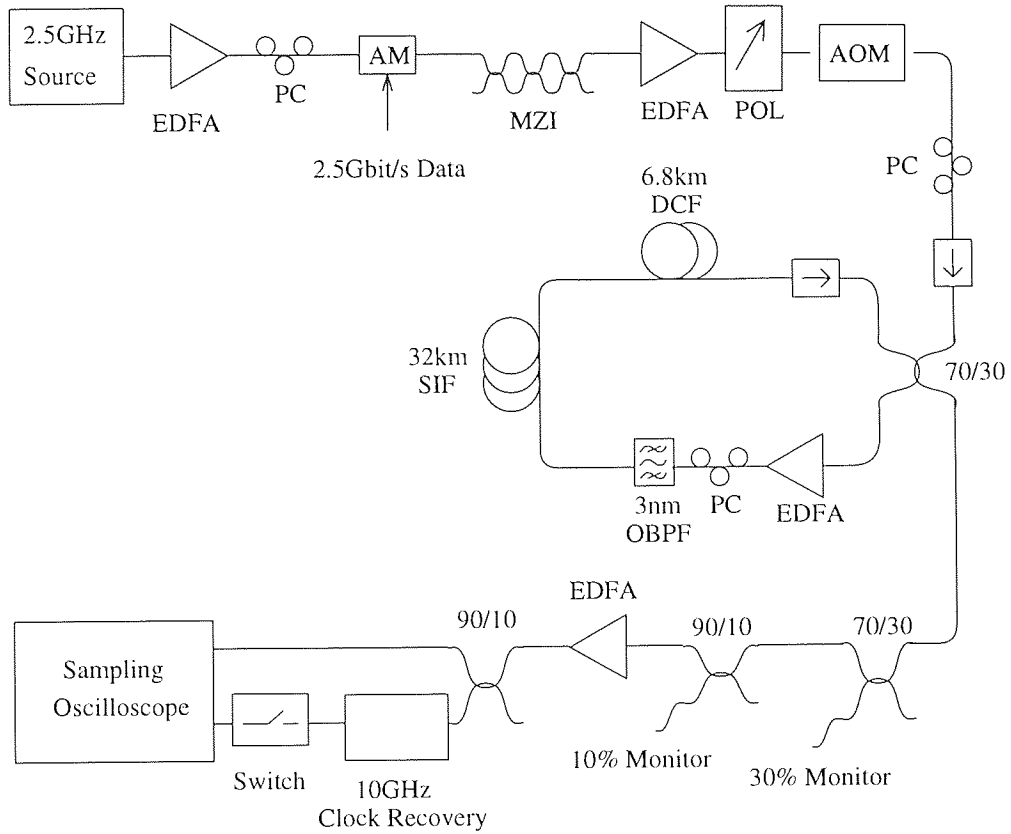 2.5GHz
Source
EDFA
PC
AM
2.5Gbit/s Data
MZI
EDFA
POL
AOM
PC
6.8km
DCF
32km
SIF
70/30
3nm
OBPF
PC
EDFA
EDFA
90/10
90/10
70/30
Sampling
Oscilloscope
Switch
10GHz
Clock Recovery
10% Monitor
30% Monitor